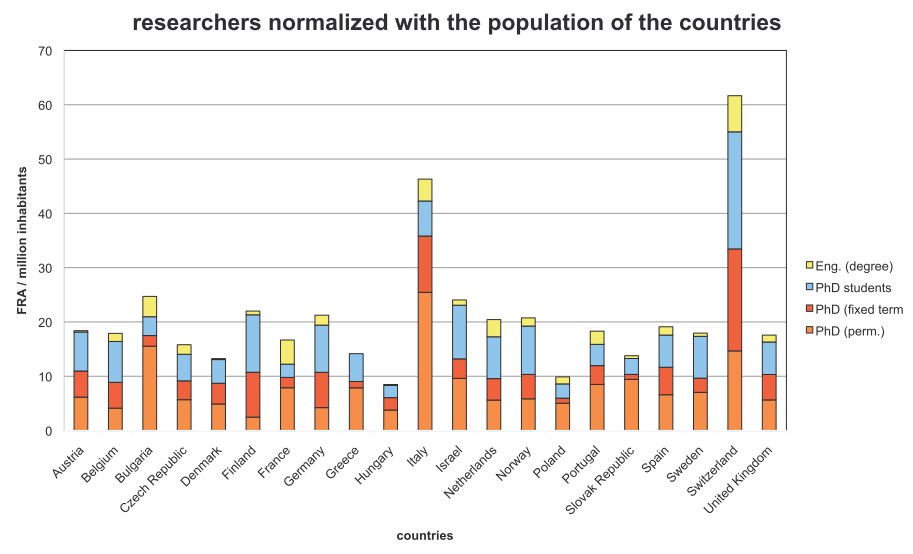 researchers normalized with the population of the countries
70
60
50
40
30
20
10
0
FRA / million inhabitants
Eng. (degree)
PhD students
PhD (fixed term
PhD (perm.)
Austria
Belgium
Bulgaria
Czech Republic
Denmark
Finland
France
Germany
Greece
Hungary
Italy
Israel
Netherlands
Norway
Poland
Portugal
Slovak Republic
Spain
Sweden
Switzerland
United Kingdom
countries